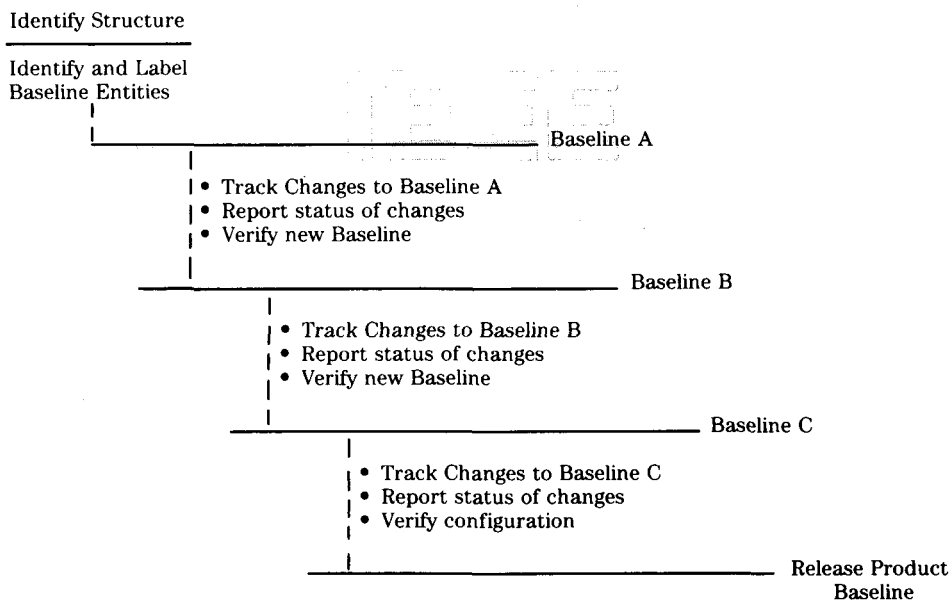 Identify Structure
Identify and Label
Baseline Entities
Baseline A
• Track Changes to Baseline A
• Report status of changes
• Verify new Baseline
Baseline B
• Track Changes to Baseline B
• Report status of changes
• Verify new Baseline
Baseline C
• Track Changes to Baseline C
• Report status of changes
• Verify configuration
Release Product
Baseline